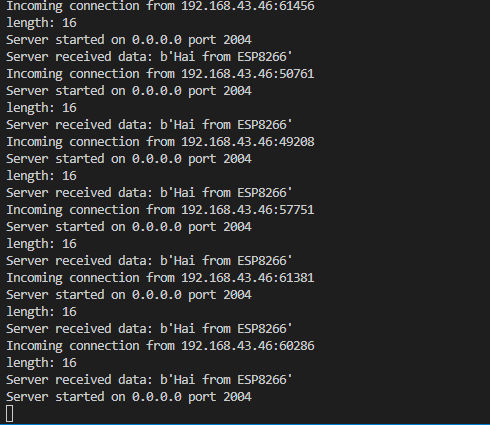 Incoming connection from 192.168.43.46:61456
length: 16
Server started on 0.0.0.0 port 2004
Server received data: b'Hai from ESP8266'
Incoming connection from 192.168.43.46:50761
Server started on 0.0.0.0 port 2004
length: 16
Server received data: b'Hai from ESP8266'
Incoming connection from 192.168.43.46:49208
Server started on 0.0.0.0 port 2004
length: 16
Server received data: b'Hai from ESP8266'
Incoming connection from 192.168.43.46:57751
Server started on 0.0.0.0 port 2004
length: 16
Server received data: b'Hai from ESP8266'
Incoming connection from 192.168.43.46:61381
Server started on 0.0.0.0 port 2004
length: 16
Server received data: b'Hai from ESP8266'
Incoming connection from 192.168.43.46:60286
length: 16
Server received data: b'Hai from ESP8266'
Server started on 0.0.0.0 port 2004